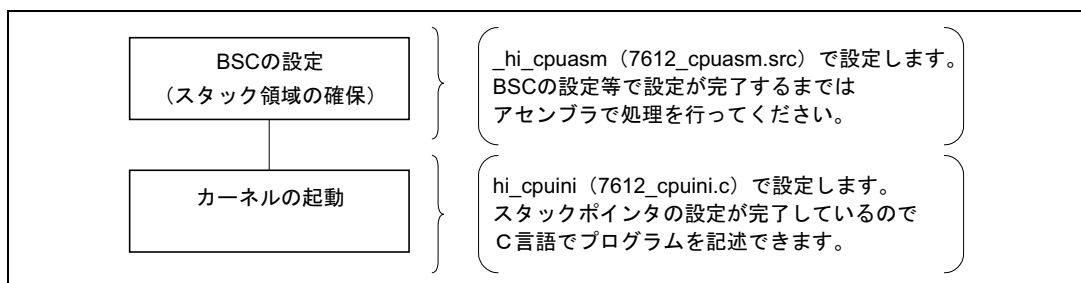 BSCの設定
（スタック領域の確保）
_hi_cpuasm（7612_cpuasm.src）で設定します。
BSCの設定等で設定が完了するまでは
アセンブラで処理を行ってください。
カーネルの起動
hi_cpuini（7612_cpuini.c）で設定します。
スタックポインタの設定が完了しているので
Ｃ言語でプログラムを記述できます。